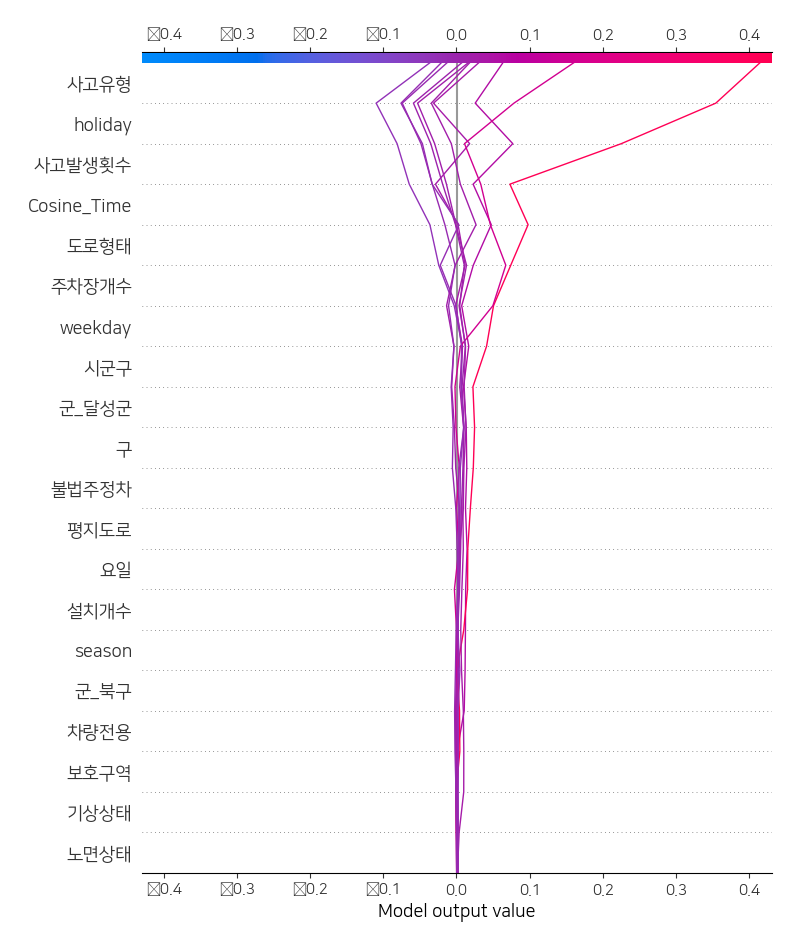 ☒0.4 ☒0.3 ☒0.2 ☒0.1 0.0 0.1 0.2 0.3 0.4
사고유형
holiday
사고발생횟수
Cosine_Time
도로형태
주차장개수
weekday
시군구
군_달성군
구
불법주정차
평지도로
요일
설치개수
season
군_북구
차량전용
보호구역
기상상태
노면상태
☒0.4 ☒0.3 ☒0.2 ☒0.1 0.0 0.1 0.2 0.3 0.4
Model output value